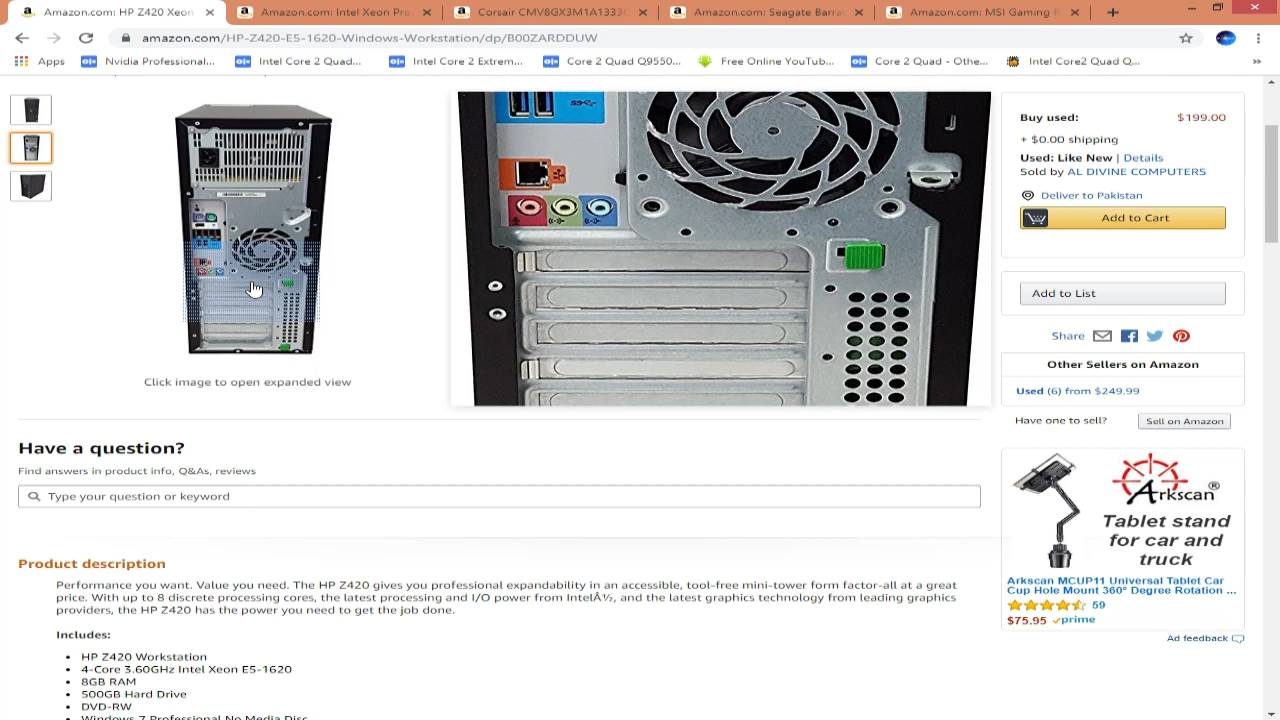 Amazon.com: HP Z420 Xeon
Amazon.com: Intel Xeon Pro
Corsair CMV8GX3M1A1333C
Amazon.com: Seagate Barra
Amazon.com: MSI Gaming R
amazon.com/HP-Z420-E5-1620-Windows-Workstation/dp/B00ZARDDUW
Apps
Nvidia Professional...
Intel Core 2 Quad...
Intel Core 2 Extrem...
Core 2 Quad Q9550...
Free Online YouTub...
Core 2 Quad - Othe...
Intel Core2 Quad Q...
Click image to open expanded view
Buy used: $199.00
+ $0.00 shipping
Used: Like New | Details
Sold by AL DIVINE COMPUTERS
Deliver to Pakistan
Add to Cart
Add to List
Share
Other Sellers on Amazon
Used (6) from $249.99
Have one to sell? Sell on Amazon
Arkscan®
Tablet stand
for car and
truck
Arkscan MCUP11 Universal Tablet Car
Cup Hole Mount 360° Degree Rotation ...
59
$75.95 prime
Ad feedback
Have a question?
Find answers in product info, Q&As, reviews
Type your question or keyword
Product description
Performance you want. Value you need. The HP Z420 gives you professional expandability in an accessible, tool-free mini-tower form factor-all at a great
price. With up to 8 discrete processing cores, the latest processing and I/O power from IntelÂ½, and the latest graphics technology from leading graphics
providers, the HP Z420 has the power you need to get the job done.
Includes:
HP Z420 Workstation
4-Core 3.60GHz Intel Xeon E5-1620
8GB RAM
500GB Hard Drive
DVD-RW
Windows 7 Professional No Media Disc